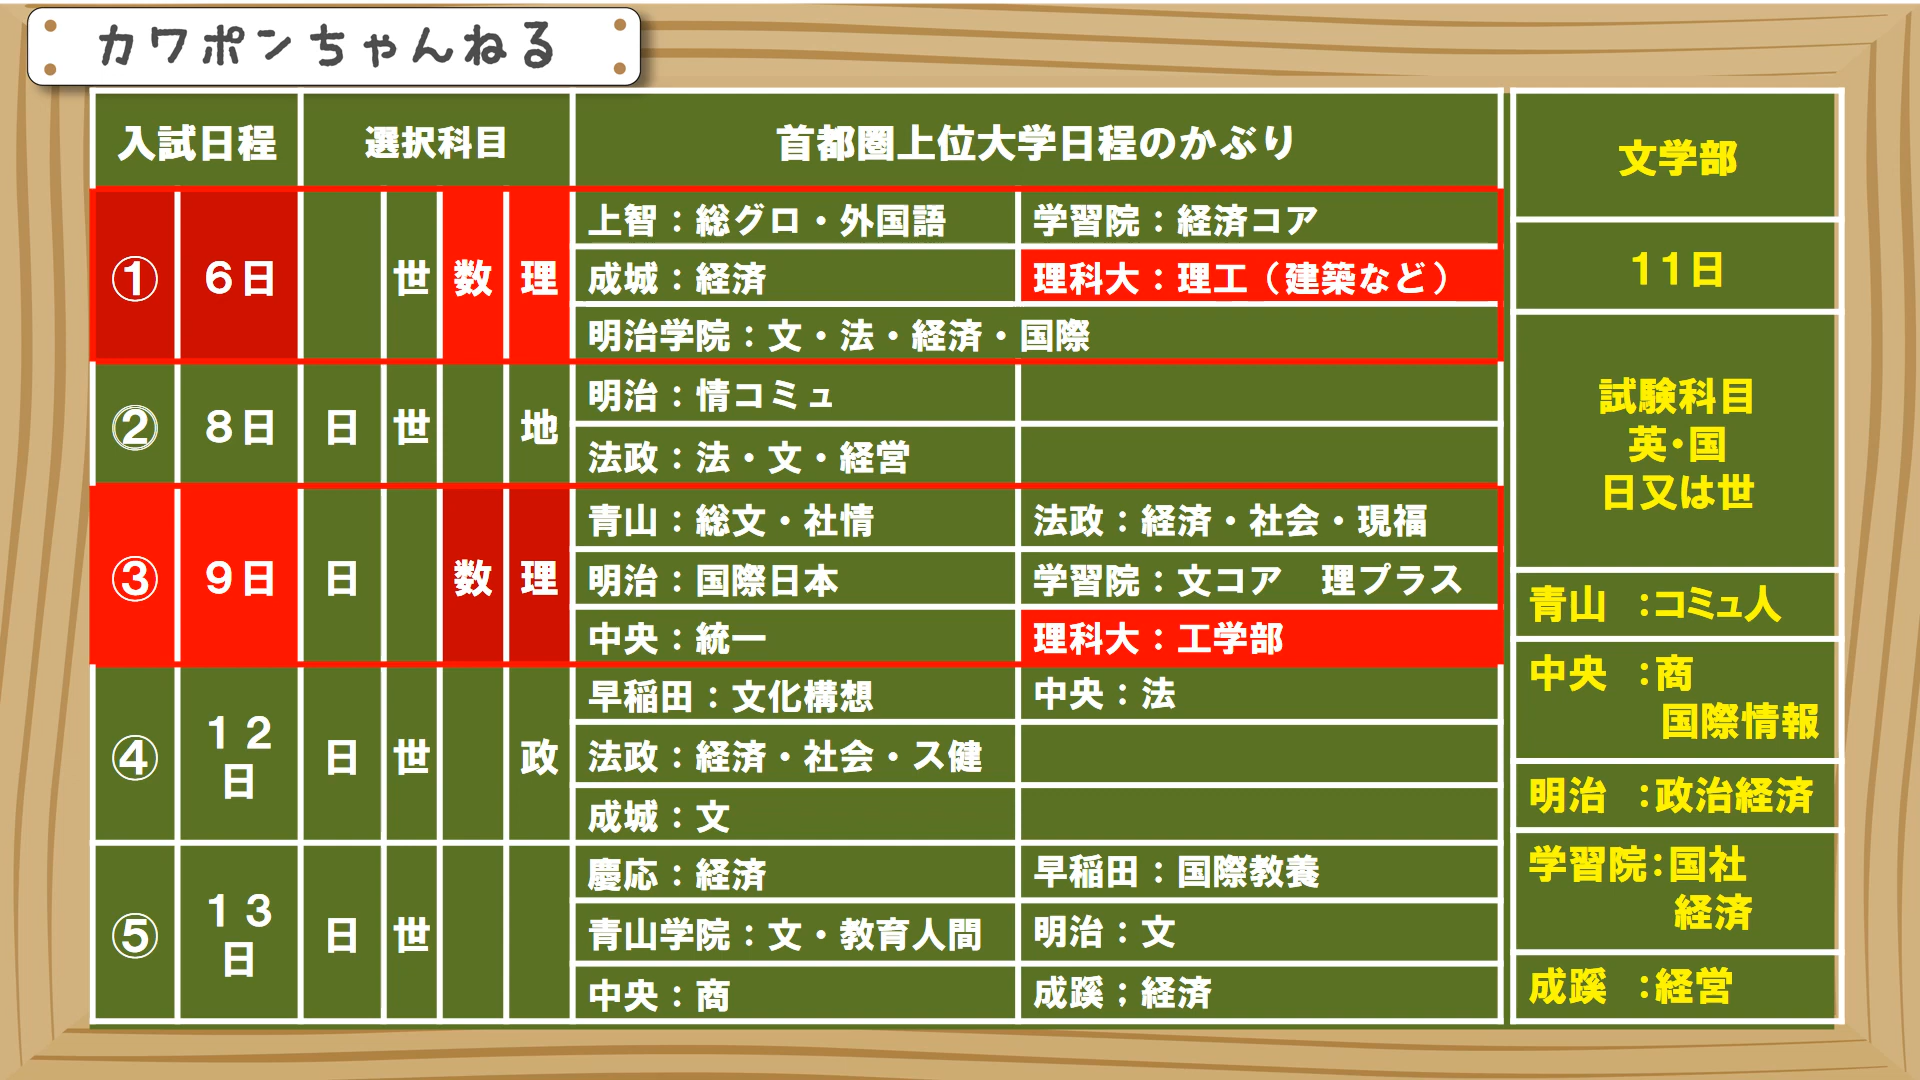 カワポンちゃんねる
入試日程 選択科目 首都圏上位大学日程のかぶり
① 6日 世 数 理
上智：総グロ・外国語 学習院：経済コア
成城：経済 理科大：理工（建築など）
明治学院：文・法・経済・国際
② 8日 日 世 地
明治：情コミュ
法政：法・文・経営
③ 9日 日 数 理
青山：総文・社情 法政：経済・社会・現福
明治：国際日本 学習院：文コア　理プラス
中央：統一 理科大：工学部
④ 12
日 日 世 政
早稲田：文化構想 中央：法
法政：経済・社会・ス健
成城：文
⑤ 13
日 日 世
慶応：経済 早稲田：国際教養
青山学院：文・教育人間 明治：文
中央：商 成蹊；経済
文学部
11日
試験科目
英・国
日又は世
青山　：コミュ人
中央　：商
国際情報
明治　：政治経済
学習院：国社
経済
成蹊　：経営